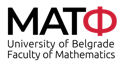 МАТФ
University of Belgrade
Faculty of Mathematics